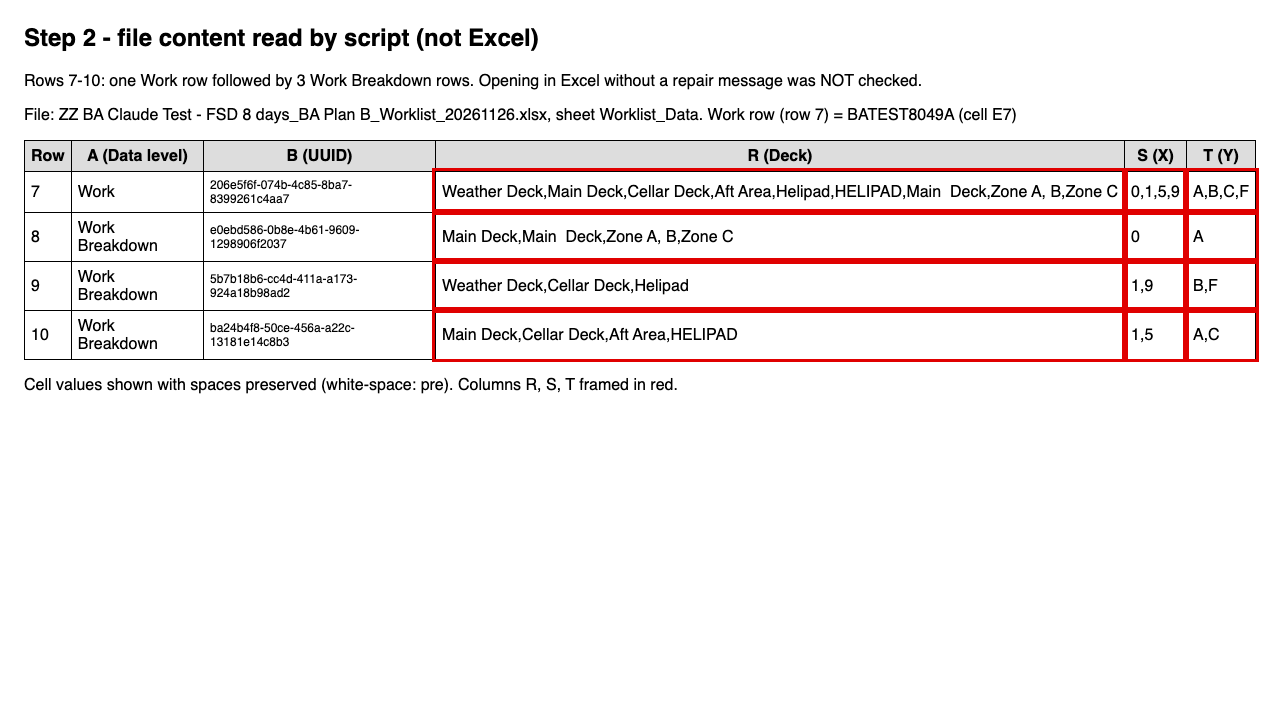 Step 2 - file content read by script (not Excel)
Rows 7-10: one Work row followed by 3 Work Breakdown rows. Opening in Excel without a repair message was NOT checked.
File: ZZ BA Claude Test - FSD 8 days_BA Plan B_Worklist_20261126.xlsx, sheet Worklist_Data. Work row (row 7) = BATEST8049A (cell E7)
Row A (Data level) B (UUID) R (Deck) S (X) T (Y)
7 Work 206e5f6f-074b-4c85-8ba7- Weather Deck,Main Deck,Cellar Deck,Aft Area,Helipad,HELIPAD,Main  Deck,Zone A, B,Zone C 0,1,5,9 A,B,C,F
8399261c4aa7
8 Work e0ebd586-0b8e-4b61-9609- Main Deck,Main  Deck,Zone A, B,Zone C 0 A
Breakdown 1298906f2037
9 Work 5b7b18b6-cc4d-411a-a173- Weather Deck,Cellar Deck,Helipad 1,9 B,F
Breakdown 924a18b98ad2
10 Work ba24b4f8-50ce-456a-a22c- Main Deck,Cellar Deck,Aft Area,HELIPAD 1,5 A,C
Breakdown 13181e14c8b3
Cell values shown with spaces preserved (white-space: pre). Columns R, S, T framed in red.